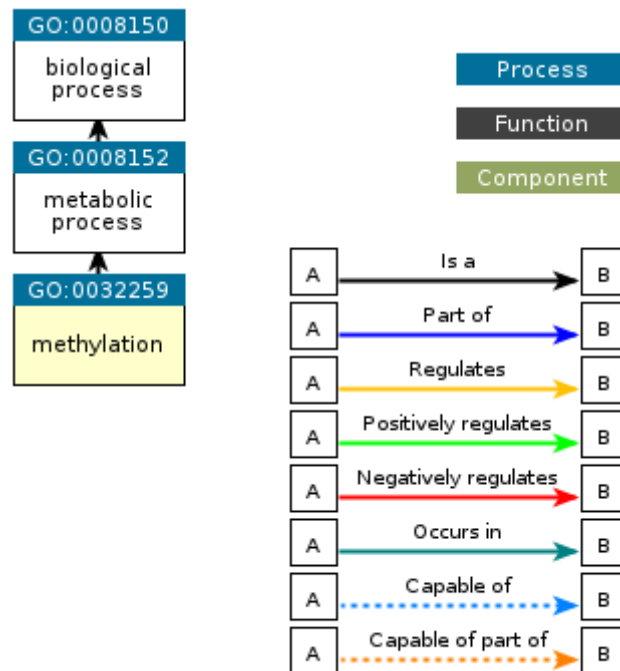 GO:0008150
biological
process
GO:0008152
metabolic
process
GO:0032259
methylation
Process
Function
Component
A Is a B
A Part of B
A Regulates B
A Positively regulates B
A Negatively regulates B
A Occurs in B
A Capable of B
A Capable of part of B